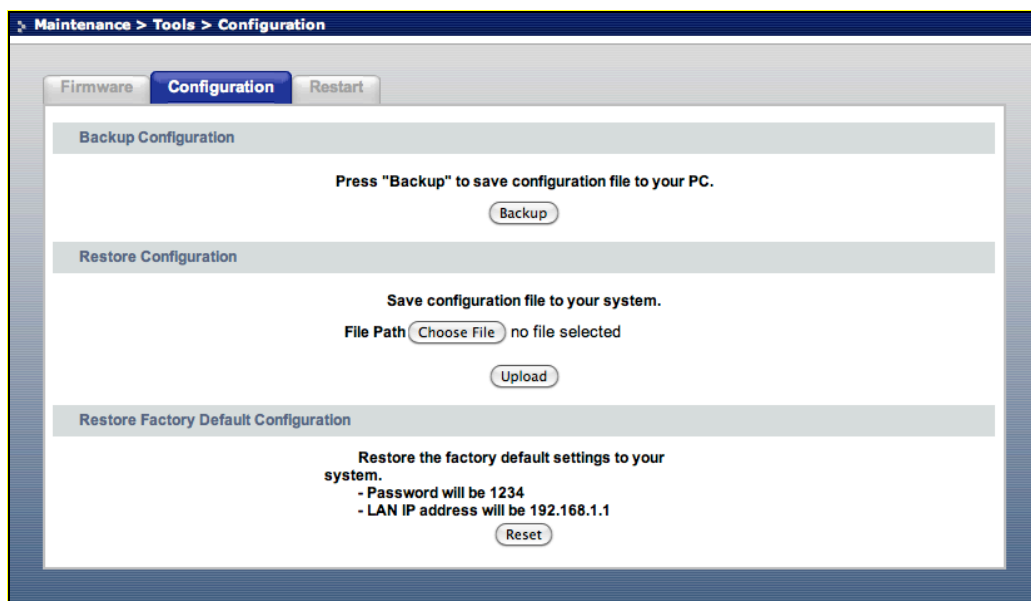 Maintenance > Tools > Configuration
Firmware
Configuration
Restart
Backup Configuration
Press "Backup" to save configuration file to your PC.
Backup
Restore Configuration
Save configuration file to your system.
File Path Choose File no file selected
Upload
Restore Factory Default Configuration
Restore the factory default settings to your
system.
- Password will be 1234
- LAN IP address will be 192.168.1.1
Reset